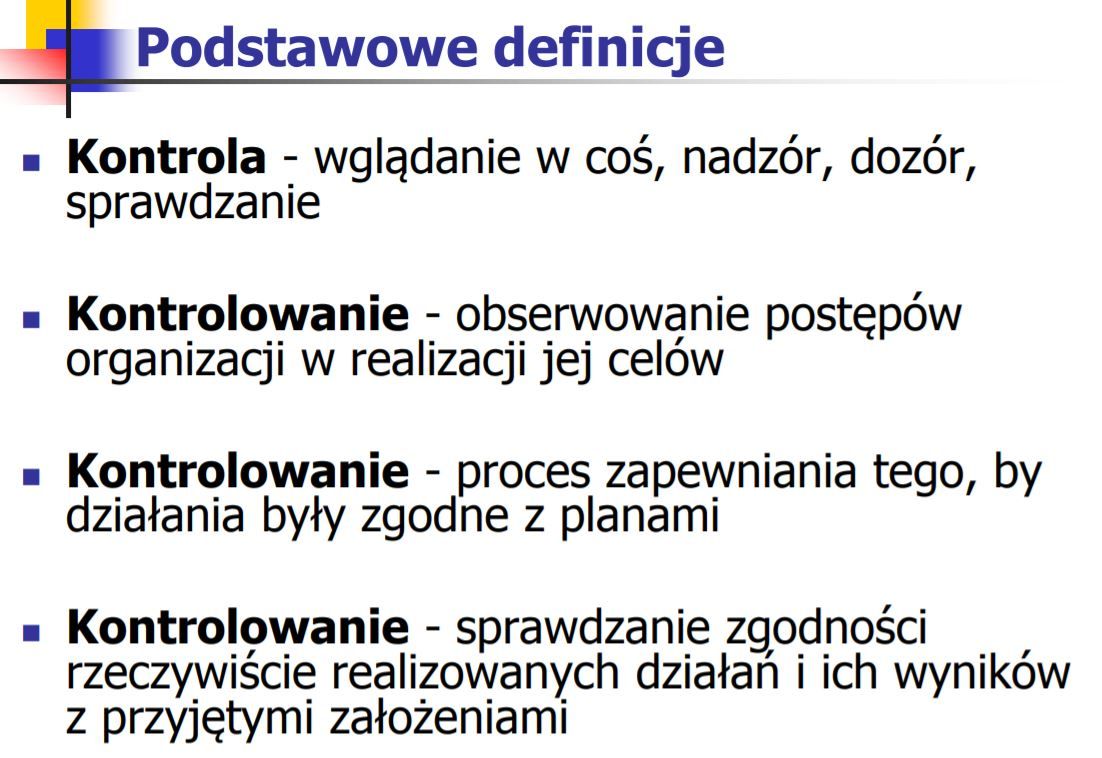 Podstawowe definicje
Kontrola - wglądanie w coś, nadzór, dozór,
sprawdzanie
Kontrolowanie - obserwowanie postępów
organizacji w realizacji jej celów
Kontrolowanie - proces zapewniania tego, by
działania były zgodne z planami
Kontrolowanie - sprawdzanie zgodności
rzeczywiście realizowanych działań i ich wyników
z przyjętymi założeniami